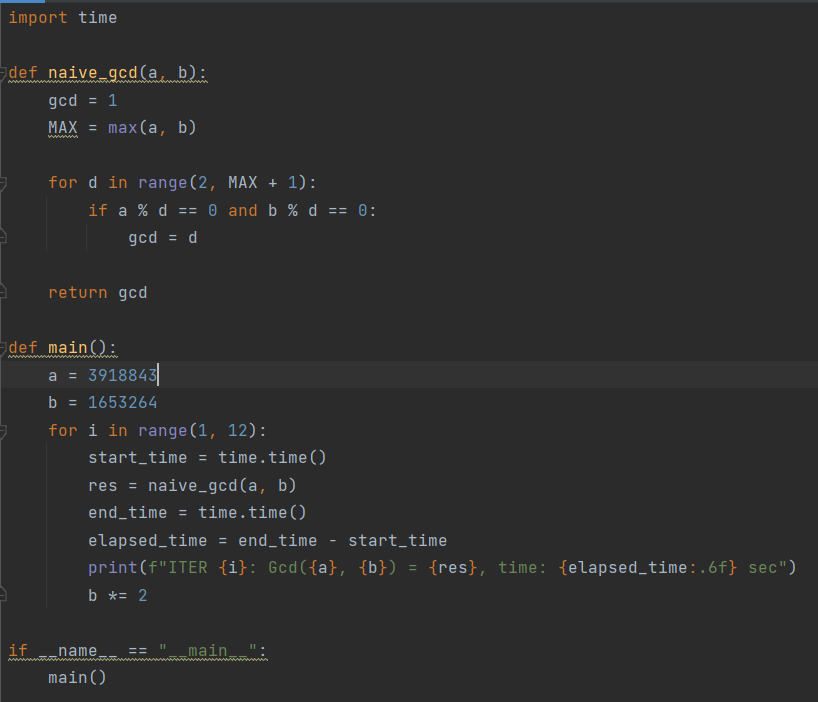 import time
def naive_gcd(a, b):
    gcd = 1
    MAX = max(a, b)
    for d in range(2, MAX + 1):
        if a % d == 0 and b % d == 0:
            gcd = d
    return gcd
def main():
    a = 3918843
    b = 1653264
    for i in range(1, 12):
        start_time = time.time()
        res = naive_gcd(a, b)
        end_time = time.time()
        elapsed_time = end_time - start_time
        print(f"ITER {i}: Gcd({a}, {b}) = {res}, time: {elapsed_time:.6f} sec")
        b *= 2
if __name__ == "__main__":
    main()